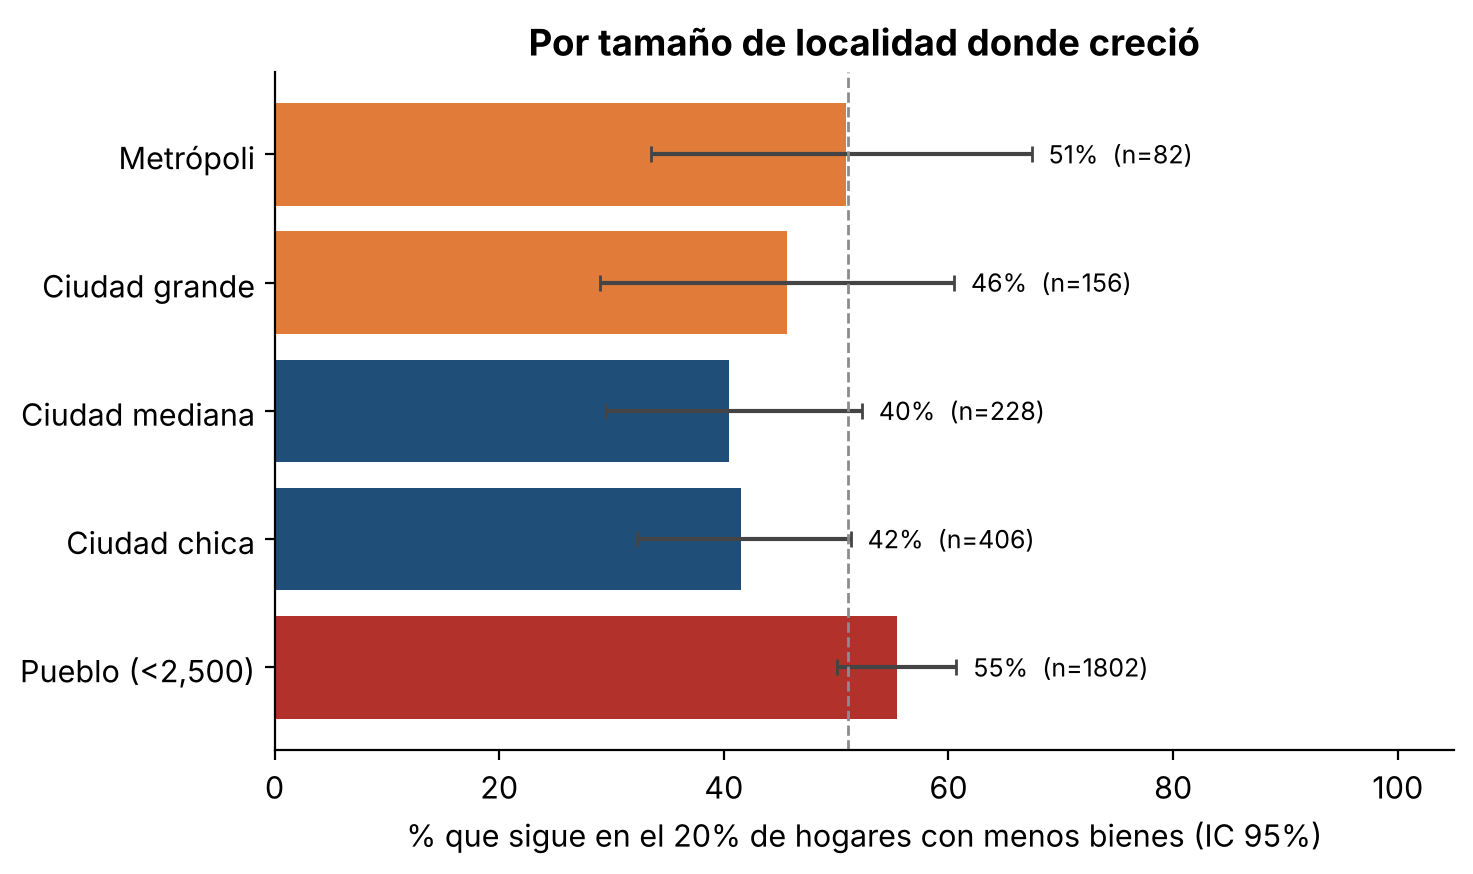 Por tamaño de localidad donde creció
Metrópoli
51% (n=82)
Ciudad grande
46% (n=156)
Ciudad mediana
40% (n=228)
Ciudad chica
42% (n=406)
Pueblo (<2,500)
55% (n=1802)
0 20 40 60 80 100
% que sigue en el 20% de hogares con menos bienes (IC 95%)